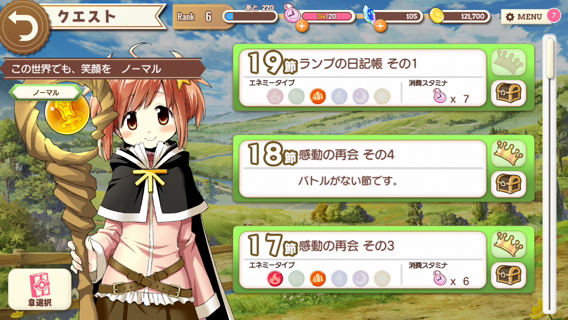 クエスト
Rank 6
あと 270
14/20
105
121,700
MENU
?
この世界でも、笑顔を ノーマル
ノーマル
19節 ランプの日記帳 その1
エネミータイプ
消費スタミナ
x 7
18節 感動の再会 その4
バトルがない節です。
17節 感動の再会 その3
エネミータイプ
消費スタミナ
x 6
章選択